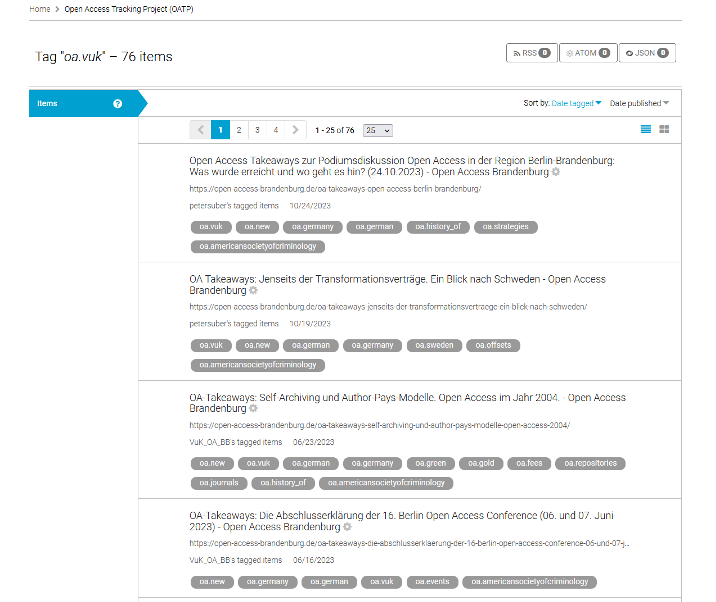 Home > Open Access Tracking Project (OATP)
Tag "oa.vuk" – 76 items
RSS 0 ATOM 0 JSON 0
Items ?
Sort by: Date tagged Date published
1 2 3 4 1 - 25 of 76 25
Open Access Takeaways zur Podiumsdiskussion Open Access in der Region Berlin-Brandenburg:
Was wurde erreicht und wo geht es hin? (24.10.2023) - Open Access Brandenburg
https://open-access-brandenburg.de/oa-takeaways-open-access-berlin-brandenburg/
petersuber's tagged items 10/24/2023
oa.vuk oa.new oa.germany oa.german oa.history_of oa.strategies
oa.americansocietyofcriminology
OA Takeaways: Jenseits der Transformationsverträge. Ein Blick nach Schweden - Open Access
Brandenburg
https://open-access-brandenburg.de/oa-takeaways-jenseits-der-transformationsvertraege-ein-blick-nach-schweden/
petersuber's tagged items 10/19/2023
oa.vuk oa.new oa.german oa.germany oa.sweden oa.offsets
oa.americansocietyofcriminology
OA-Takeaways: Self-Archiving und Author-Pays-Modelle. Open Access im Jahr 2004. - Open Access
Brandenburg
https://open-access-brandenburg.de/oa-takeaways-self-archiving-und-author-pays-modelle-open-access-2004/
VuK_OA_BB's tagged items 06/23/2023
oa.new oa.vuk oa.german oa.germany oa.green oa.gold oa.fees oa.repositories
oa.journals oa.history_of oa.americansocietyofcriminology
OA-Takeaways: Die Abschlusserklärung der 16. Berlin Open Access Conference (06. und 07. Juni
2023) - Open Access Brandenburg
https://open-access-brandenburg.de/oa-takeaways-die-abschlusserklaerung-der-16-berlin-open-access-conference-06-und-07-j...
VuK_OA_BB's tagged items 06/16/2023
oa.new oa.germany oa.german oa.vuk oa.events oa.americansocietyofcriminology